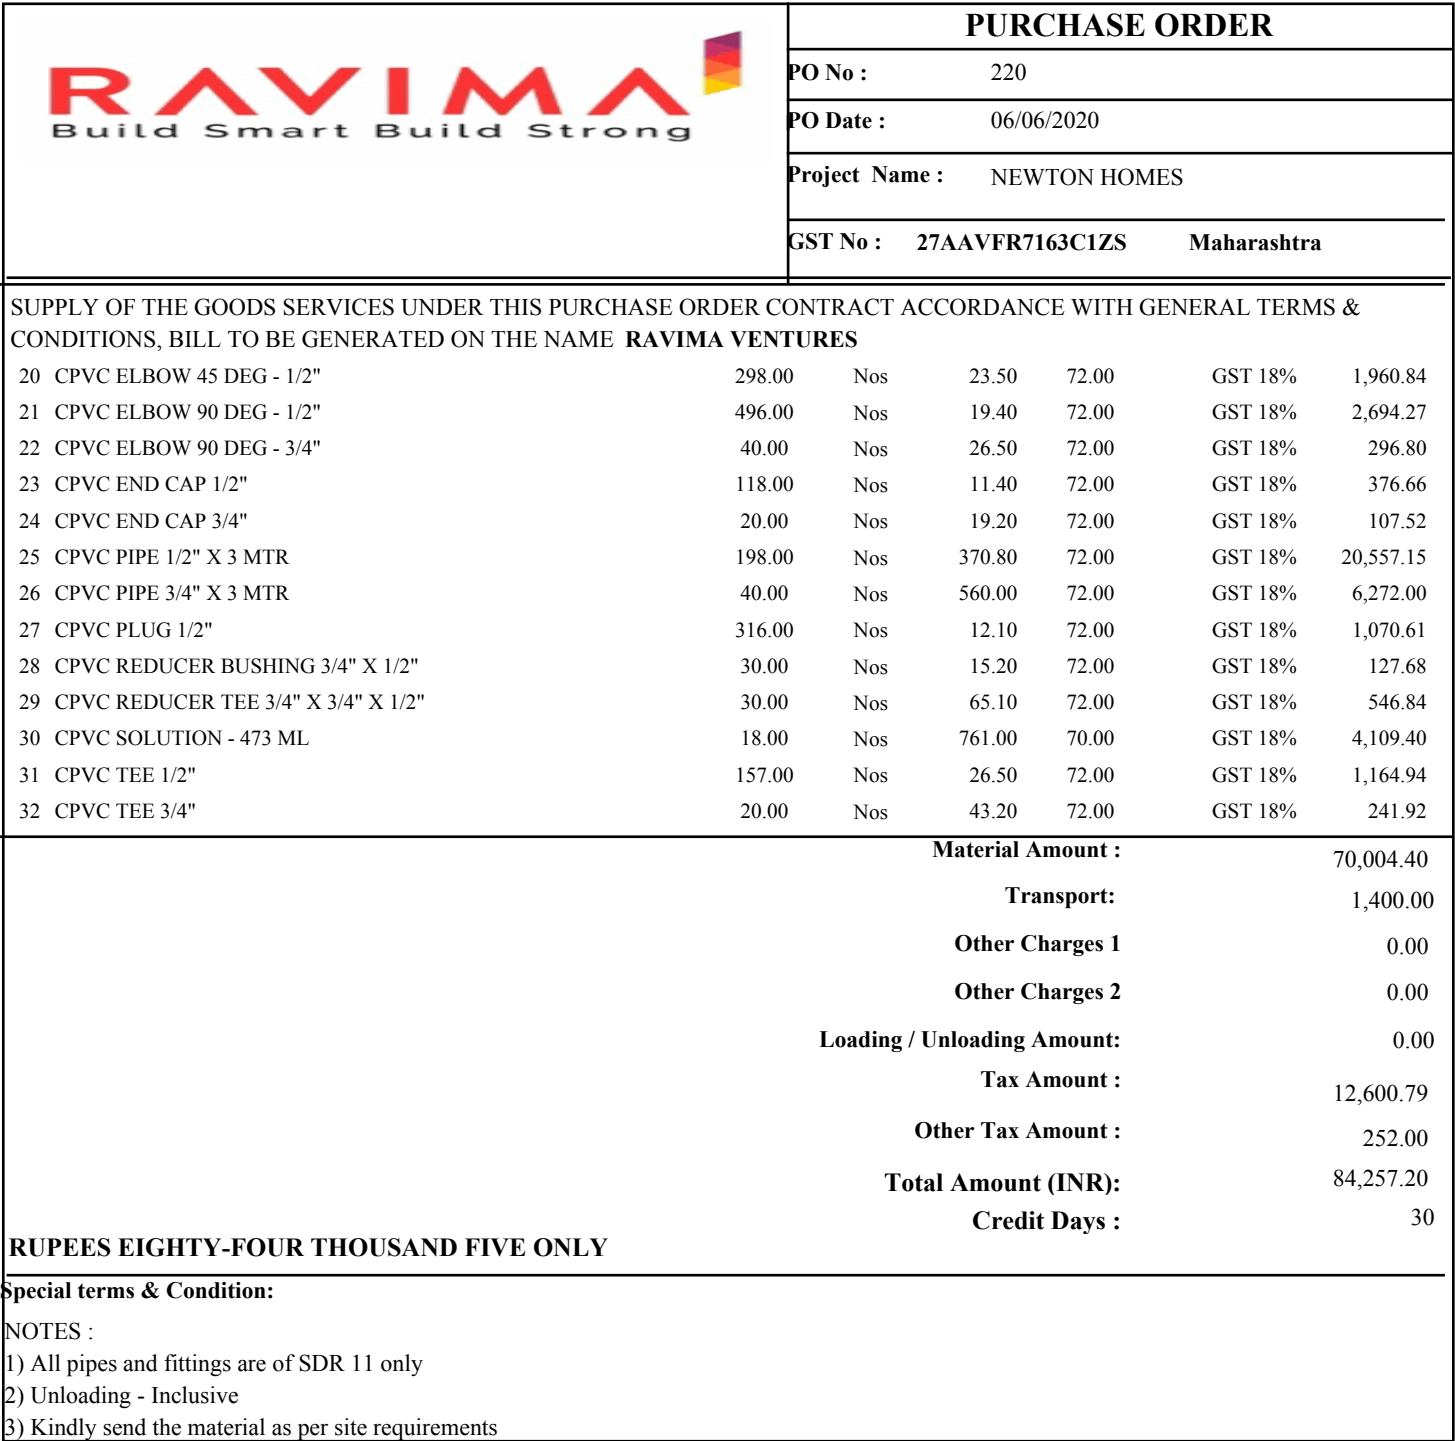 RAVIMA
Build Smart Build Strong
PURCHASE ORDER
PO No : 220
PO Date : 06/06/2020
Project Name : NEWTON HOMES
GST No : 27AAVFR7163C1ZS Maharashtra
SUPPLY OF THE GOODS SERVICES UNDER THIS PURCHASE ORDER CONTRACT ACCORDANCE WITH GENERAL TERMS &
CONDITIONS, BILL TO BE GENERATED ON THE NAME RAVIMA VENTURES
20 CPVC ELBOW 45 DEG - 1/2" 298.00 Nos 23.50 72.00 GST 18% 1,960.84
21 CPVC ELBOW 90 DEG - 1/2" 496.00 Nos 19.40 72.00 GST 18% 2,694.27
22 CPVC ELBOW 90 DEG - 3/4" 40.00 Nos 26.50 72.00 GST 18% 296.80
23 CPVC END CAP 1/2" 118.00 Nos 11.40 72.00 GST 18% 376.66
24 CPVC END CAP 3/4" 20.00 Nos 19.20 72.00 GST 18% 107.52
25 CPVC PIPE 1/2" X 3 MTR 198.00 Nos 370.80 72.00 GST 18% 20,557.15
26 CPVC PIPE 3/4" X 3 MTR 40.00 Nos 560.00 72.00 GST 18% 6,272.00
27 CPVC PLUG 1/2" 316.00 Nos 12.10 72.00 GST 18% 1,070.61
28 CPVC REDUCER BUSHING 3/4" X 1/2" 30.00 Nos 15.20 72.00 GST 18% 127.68
29 CPVC REDUCER TEE 3/4" X 3/4" X 1/2" 30.00 Nos 65.10 72.00 GST 18% 546.84
30 CPVC SOLUTION - 473 ML 18.00 Nos 761.00 70.00 GST 18% 4,109.40
31 CPVC TEE 1/2" 157.00 Nos 26.50 72.00 GST 18% 1,164.94
32 CPVC TEE 3/4" 20.00 Nos 43.20 72.00 GST 18% 241.92
Material Amount : 70,004.40
Transport: 1,400.00
Other Charges 1 0.00
Other Charges 2 0.00
Loading / Unloading Amount: 0.00
Tax Amount : 12,600.79
Other Tax Amount : 252.00
Total Amount (INR): 84,257.20
Credit Days : 30
RUPEES EIGHTY-FOUR THOUSAND FIVE ONLY
Special terms & Condition:
NOTES :
1) All pipes and fittings are of SDR 11 only
2) Unloading - Inclusive
3) Kindly send the material as per site requirements